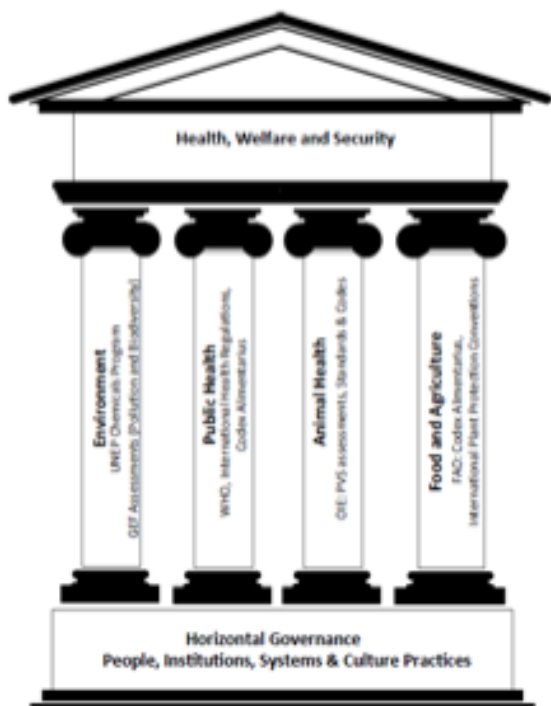 Health, Welfare and Security
Environment
UNEP Chemicals Program
GEF Assessments (Pollution and Biodiversity)
Public Health
WHO, International Health Regulations,
Codex Alimentarius
Animal Health
OIE: PVS assessments, Standards & Codes
Food and Agriculture
FAO: Codex Alimentarius,
International Plant Protection Conventions
Horizontal Governance
People, Institutions, Systems & Culture Practices